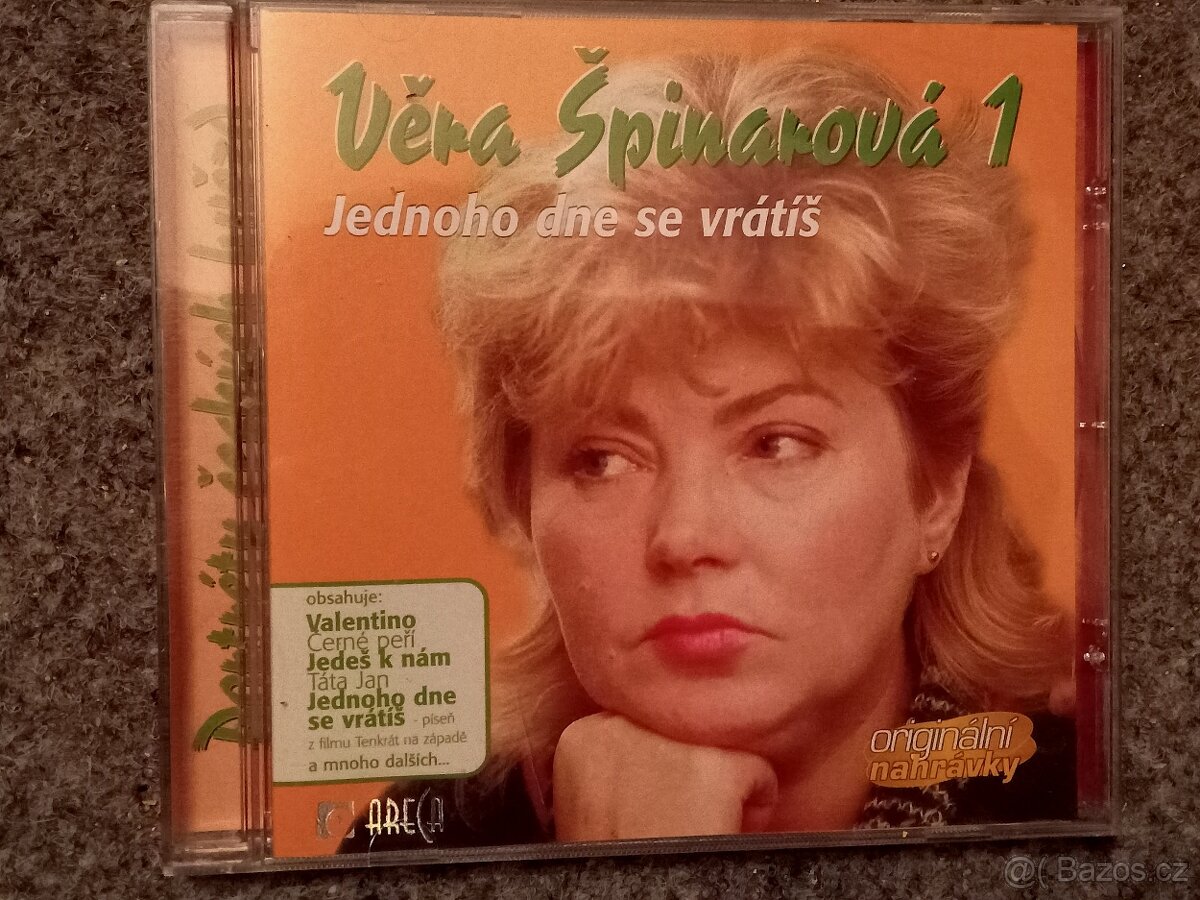 Věra Špinarová 1
Jednoho dne se vrátíš
obsahuje:
Valentino
Černé peří
Jedeš k nám
Táta Jan
Jednoho dne
se vrátíš - píseň
z filmu Tenkrát na západě
a mnoho dalších...
originální
nahrávky
ARECA
@( Bazos.cz